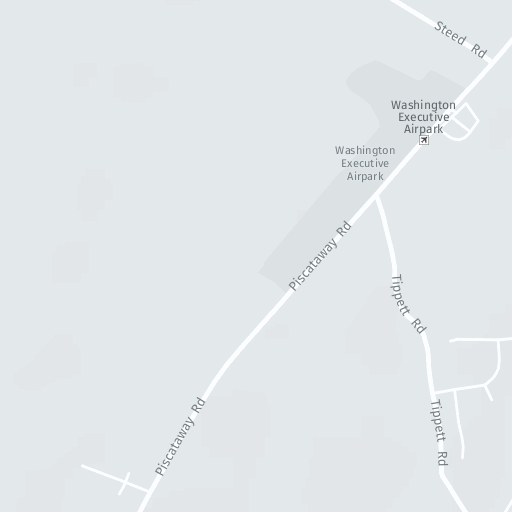 Steed Rd
Washington
Executive
Airpark
Washington
Executive
Airpark
Piscataway Rd
Tippett Rd
Piscataway Rd
Tippett Rd